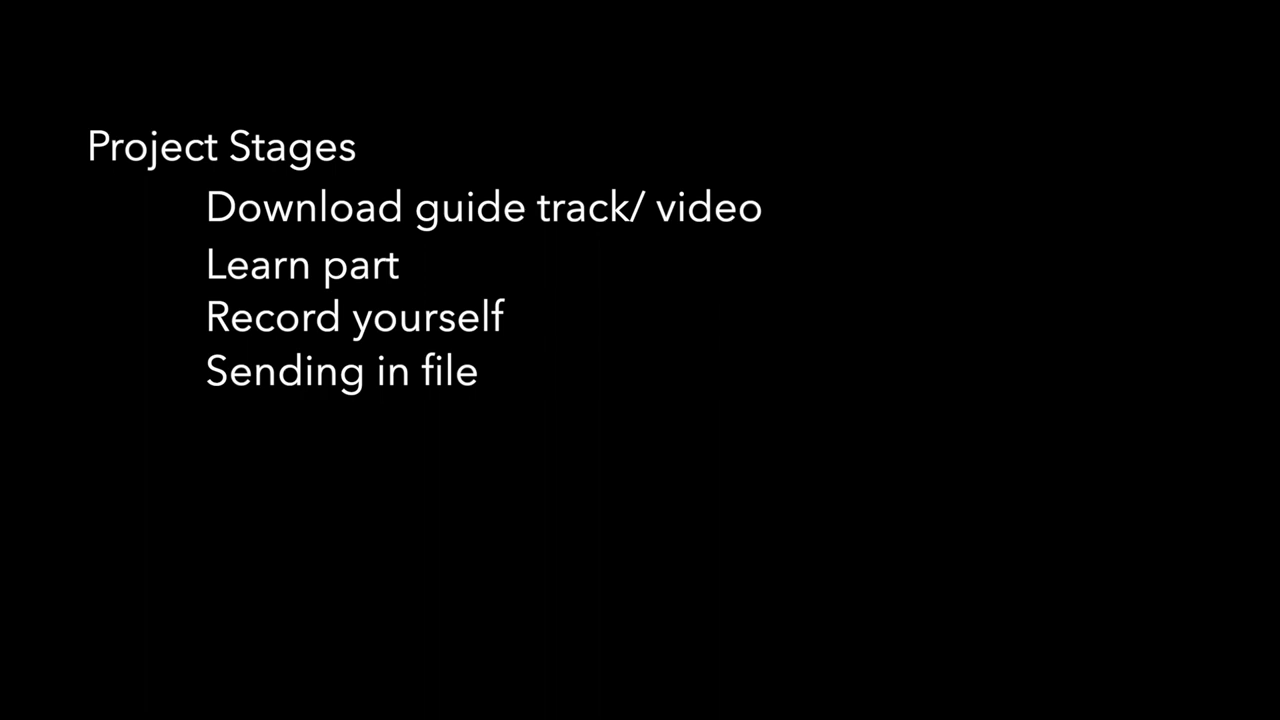 Project Stages
Download guide track/ video
Learn part
Record yourself
Sending in file